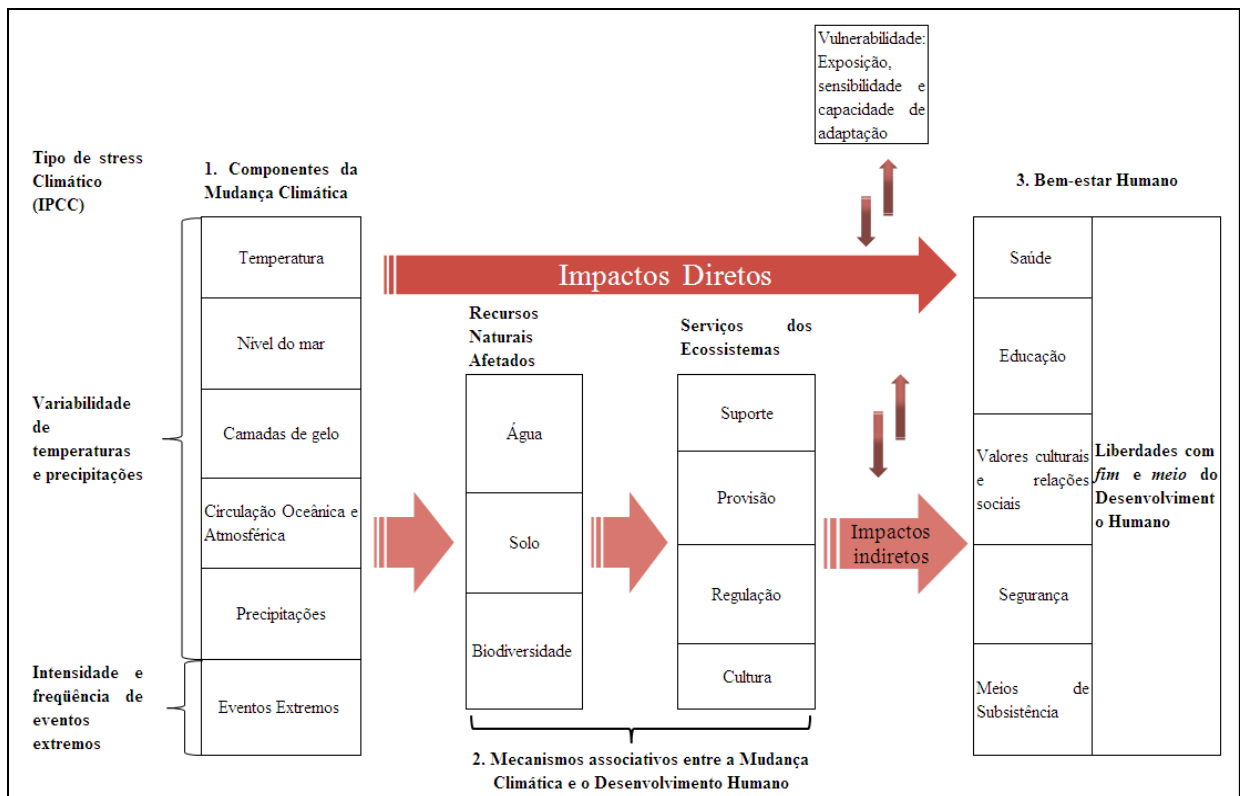 Vulnerabilidade:
Exposição,
sensibilidade e
capacidade de
adaptação
Tipo de stress
Climático
(IPCC)
1. Componentes da
Mudança Climática
3. Bem-estar Humano
Temperatura
Nível do mar
Camadas de gelo
Circulação Oceânica e
Atmosférica
Precipitações
Eventos Extremos
Variabilidade
de
temperaturas
e precipitações
Intensidade e
freqüência de
eventos
extremos
Impactos Diretos
Recursos
Naturais
Afetados
Água
Solo
Biodiversidade
Serviços dos
Ecossistemas
Suporte
Provisão
Regulação
Cultura
Impactos
indiretos
2. Mecanismos associativos entre a Mudança
Climática e o Desenvolvimento Humano
Saúde
Educação
Valores culturais
e relações
sociais
Segurança
Meios de
Subsistência
Liberdades com
fim e meio do
Desenvolviment
o Humano